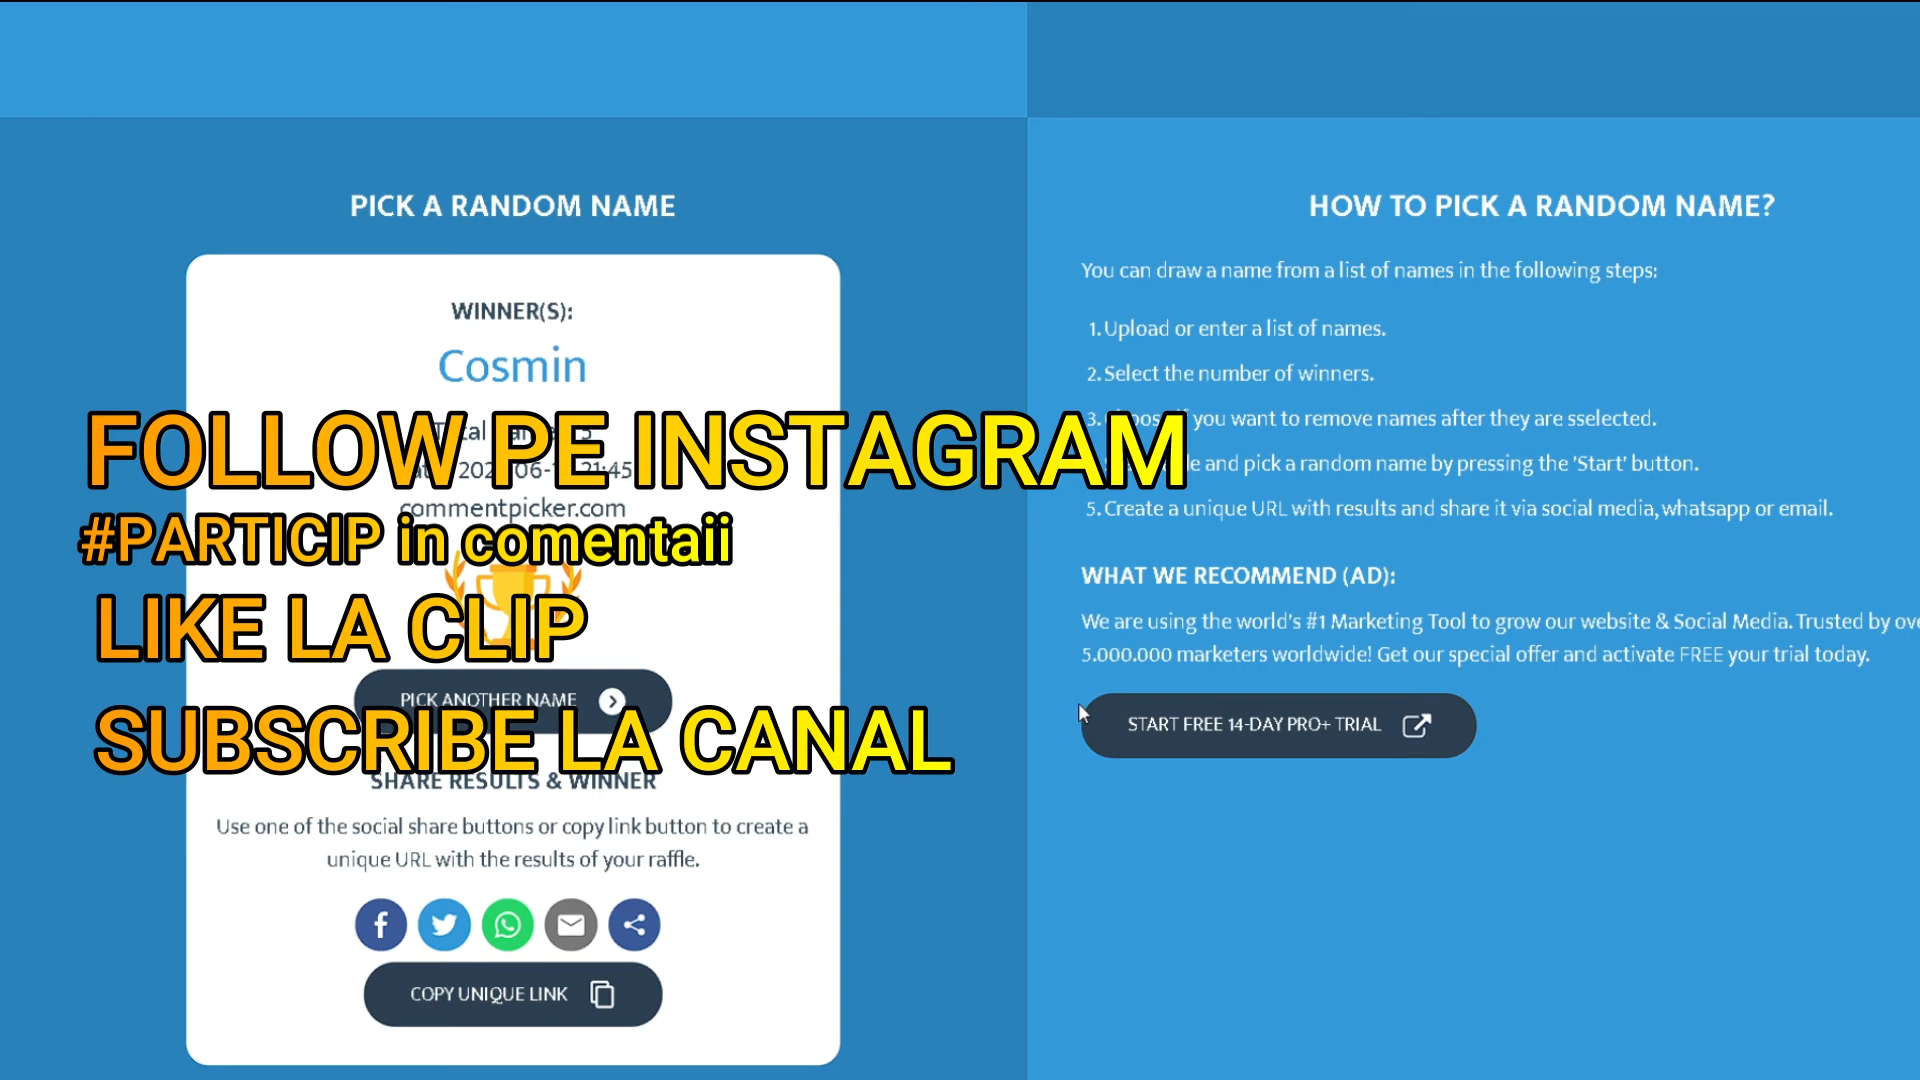 PICK A RANDOM NAME
WINNER(S):
Cosmin
FOLLOW PE INSTAGRAM
commentpicker.com
#PARTICIP in comentaii
LIKE LA CLIP
PICK ANOTHER NAME
SUBSCRIBE LA CANAL
SHARE RESULTS & WINNER
Use one of the social share buttons or copy link button to create a
unique URL with the results of your raffle.
COPY UNIQUE LINK
HOW TO PICK A RANDOM NAME?
You can draw a name from a list of names in the following steps:
1. Upload or enter a list of names.
2. Select the number of winners.
3. you want to remove names after they are sselected.
and pick a random name by pressing the 'Start' button.
5. Create a unique URL with results and share it via social media, whatsapp or email.
WHAT WE RECOMMEND (AD):
We are using the world's #1 Marketing Tool to grow our website & Social Media. Trusted by
5.000.000 marketers worldwide! Get our special offer and activate FREE your trial today.
START FREE 14-DAY PRO+ TRIAL